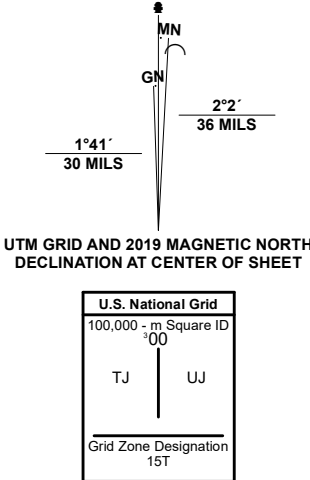 MN
GN
2°2´
36 MILS
1°41´
30 MILS
UTM GRID AND 2019 MAGNETIC NORTH
DECLINATION AT CENTER OF SHEET
U.S. National Grid
100,000 - m Square ID
³00
TJ UJ
Grid Zone Designation
15T